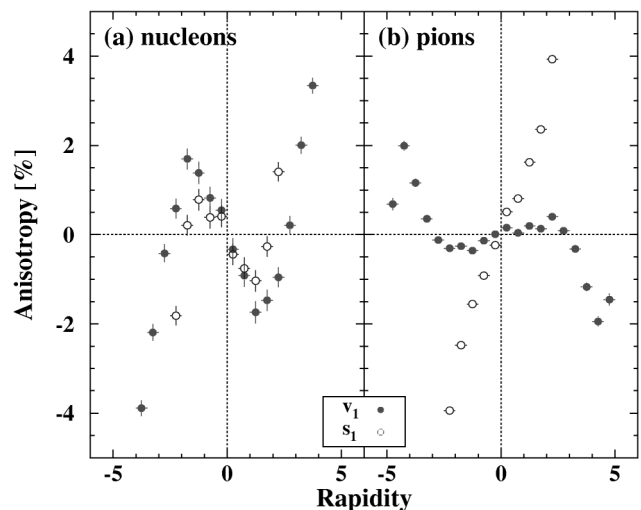 (a) nucleons
(b) pions
4
2
0
-2
-4
Anisotropy [%]
v1
s1
-5 0 5 -5 0 5
Rapidity